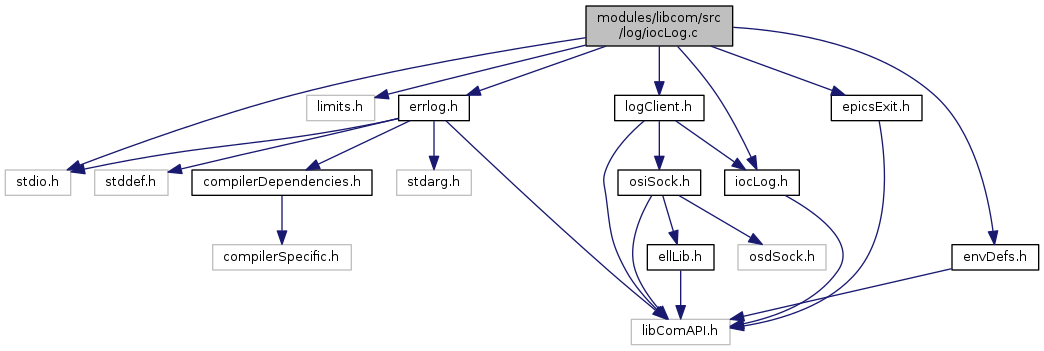 modules/libcom/src
/log/iocLog.c
limits.h
errlog.h
logClient.h
epicsExit.h
stdio.h
stddef.h
compilerDependencies.h
stdarg.h
osiSock.h
iocLog.h
compilerSpecific.h
ellLib.h
osdSock.h
envDefs.h
libComAPI.h